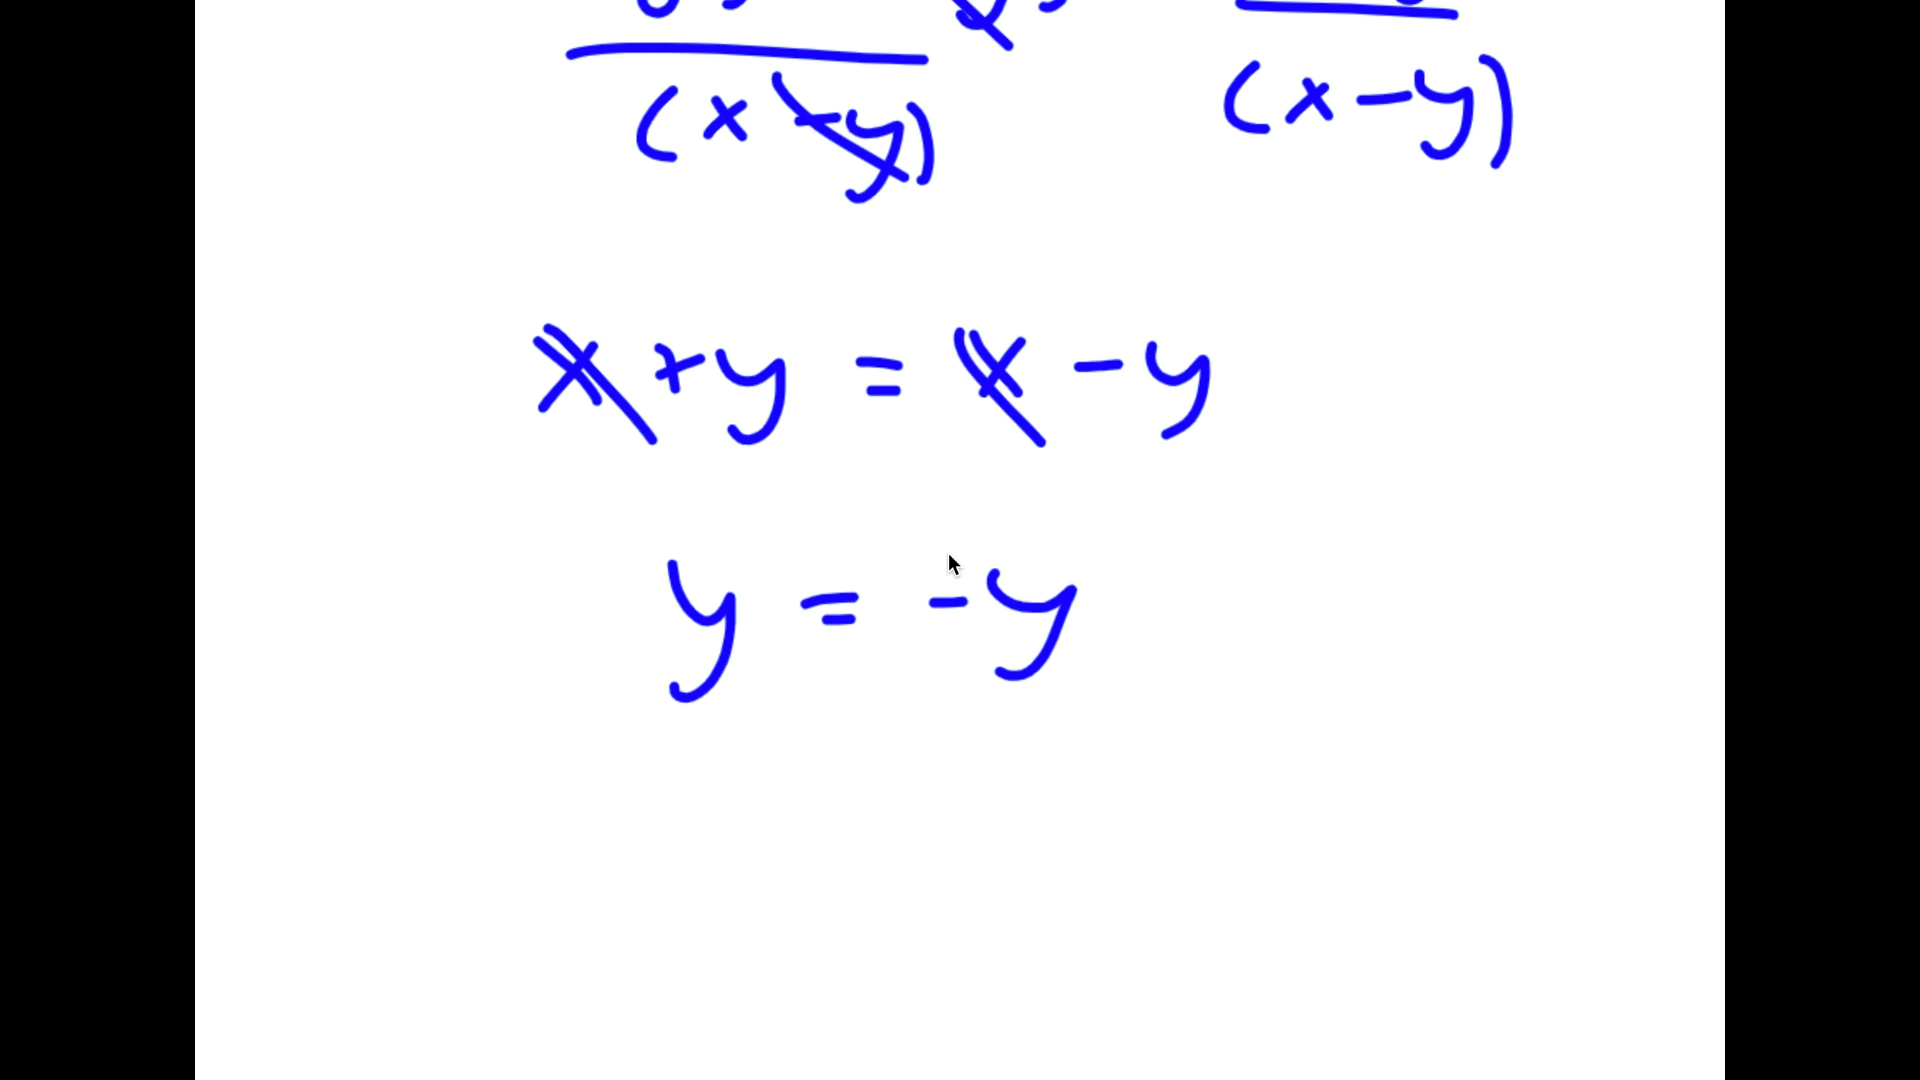 (x-y) (x-y)
x+y = x-y
y = -y